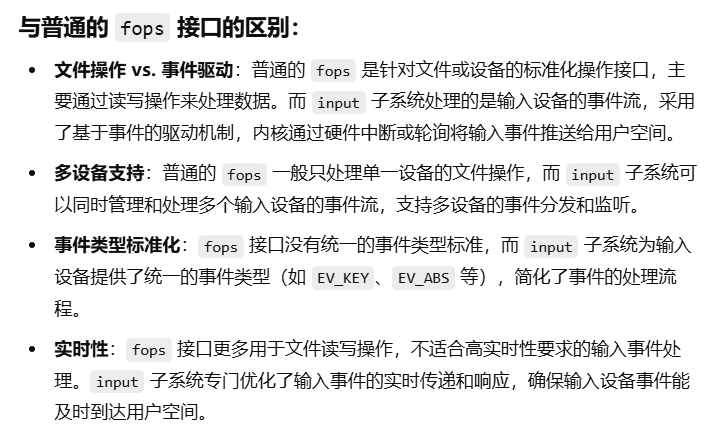 与普通的 fops 接口的区别：
• 文件操作 vs. 事件驱动：普通的 fops 是针对文件或设备的标准化操作接口，主
要通过读写操作来处理数据。而 input 子系统处理的是输入设备的事件流，采用
了基于事件的驱动机制，内核通过硬件中断或轮询将输入事件推送给用户空间。
• 多设备支持：普通的 fops 一般只处理单一设备的文件操作，而 input 子系统可
以同时管理和处理多个输入设备的事件流，支持多设备的事件分发和监听。
• 事件类型标准化：fops 接口没有统一的事件类型标准，而 input 子系统为输入
设备提供了统一的事件类型（如 EV_KEY、EV_ABS 等），简化了事件的处理流
程。
• 实时性：fops 接口更多用于文件读写操作，不适合高实时性要求的输入事件处
理。input 子系统专门优化了输入事件的实时传递和响应，确保输入设备事件能
及时到达用户空间。